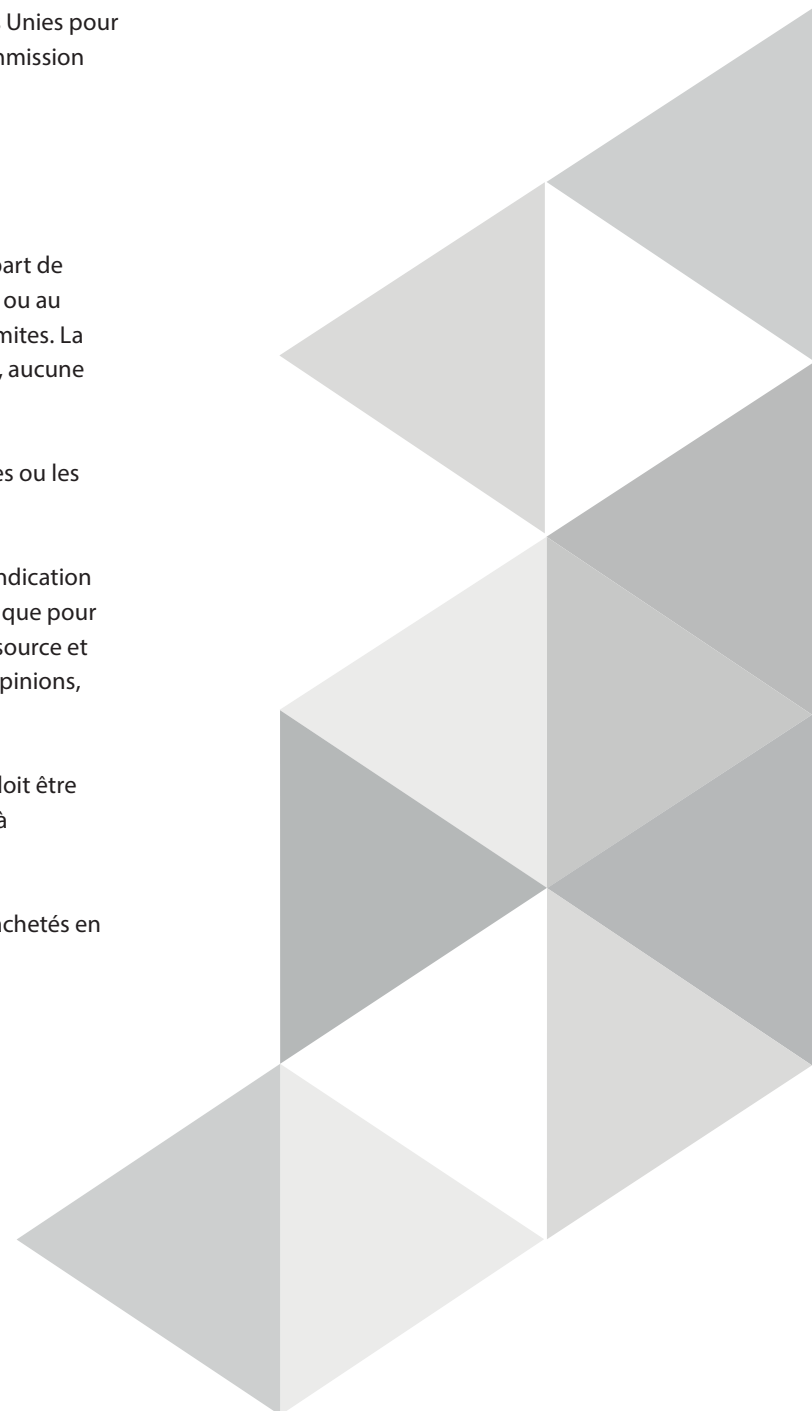 Unies pour
mmission
part de
ou au
mites. La
, aucune
es ou les
ndication
que pour
source et
pinions,
doit être
à
achetés en